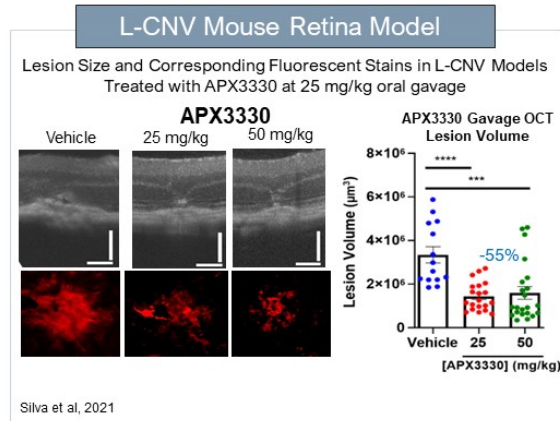 L-CNV Mouse Retina Model
Lesion Size and Corresponding Fluorescent Stains in L-CNV Models
Treated with APX3330 at 25 mg/kg oral gavage
APX3330
Vehicle
25 mg/kg
50 mg/kg
APX3330 Gavage OCT
Lesion Volume
8×10⁶
6×10⁶
4×10⁶
2×10⁶
0
Lesion Volume (µm³)
****
***
-55%
Vehicle
25
50
[APX3330] (mg/kg)
Silva et al, 2021